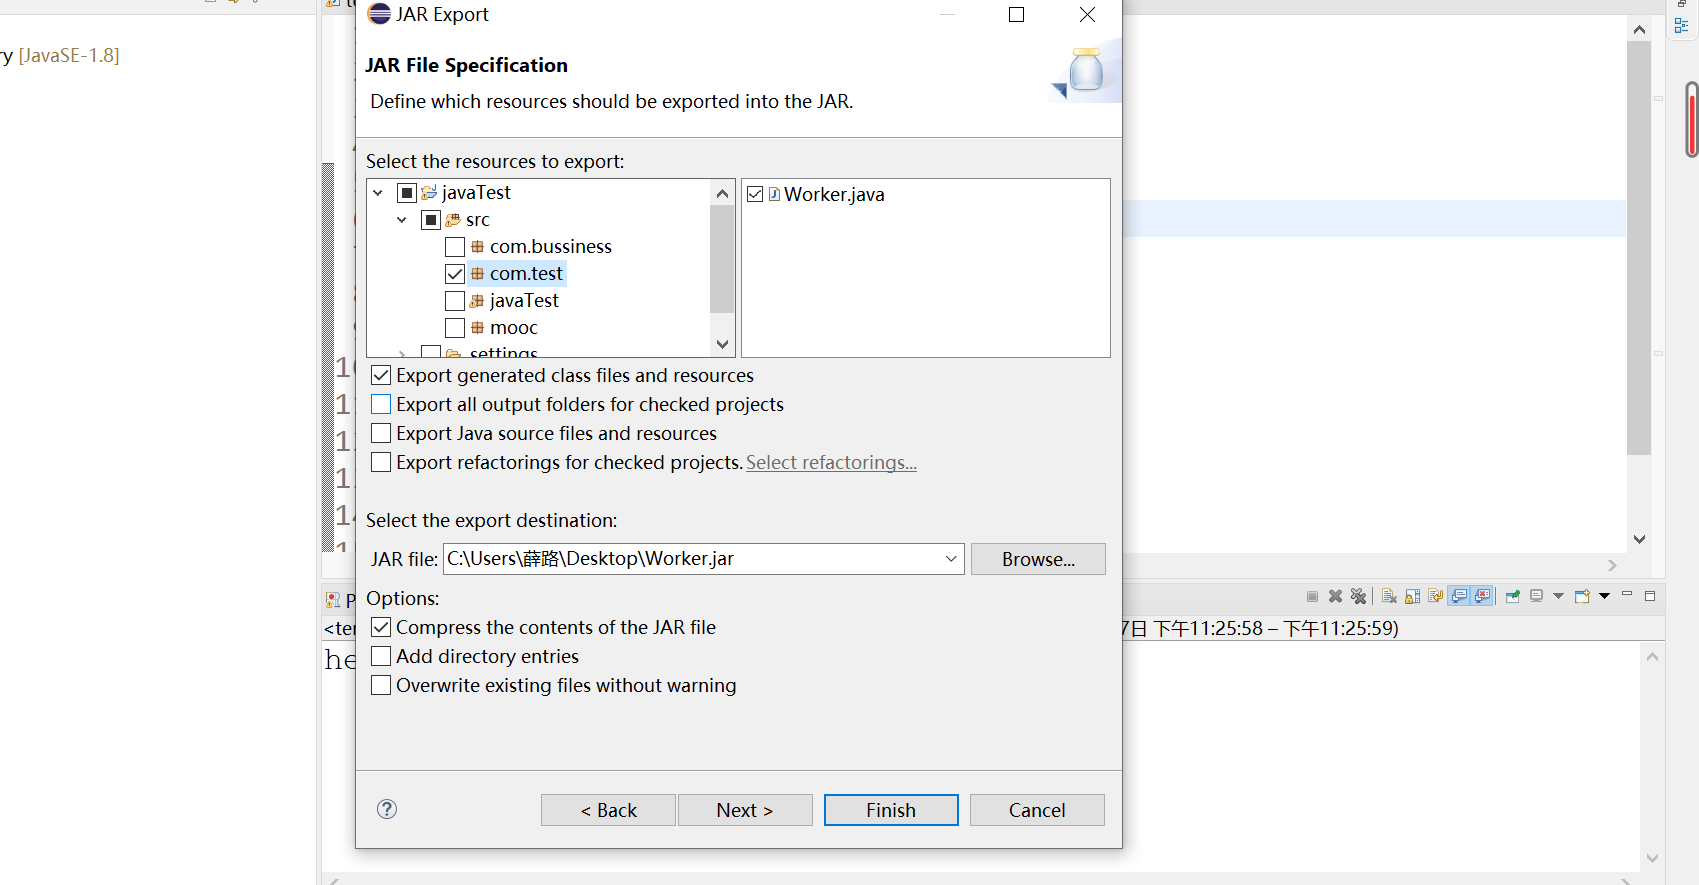 JAR Export
ry [JavaSE-1.8]
JAR File Specification
Define which resources should be exported into the JAR.
Select the resources to export:
javaTest
src
com.bussiness
com.test
javaTest
mooc
.settings
Worker.java
Export generated class files and resources
Export all output folders for checked projects
Export Java source files and resources
Export refactorings for checked projects. Select refactorings...
Select the export destination:
JAR file: C:\Users\薛路\Desktop\Worker.jar
Browse...
Options:
Compress the contents of the JAR file
Add directory entries
Overwrite existing files without warning
< Back
Next >
Finish
Cancel
10
14
P
<ter
7日 下午11:25:58 – 下午11:25:59)
he